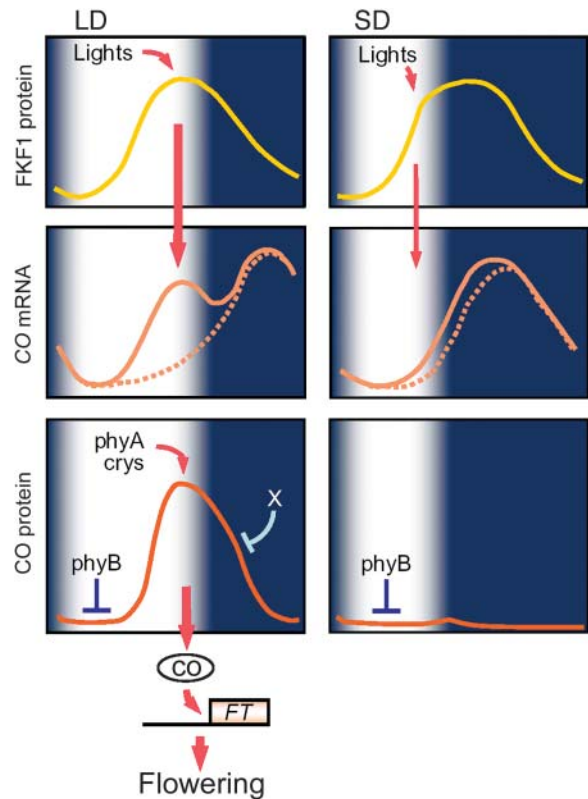 LD
SD
FKF1 protein
Lights
Lights
CO mRNA
CO protein
phyA
crys
X
phyB
phyB
CO
FT
Flowering